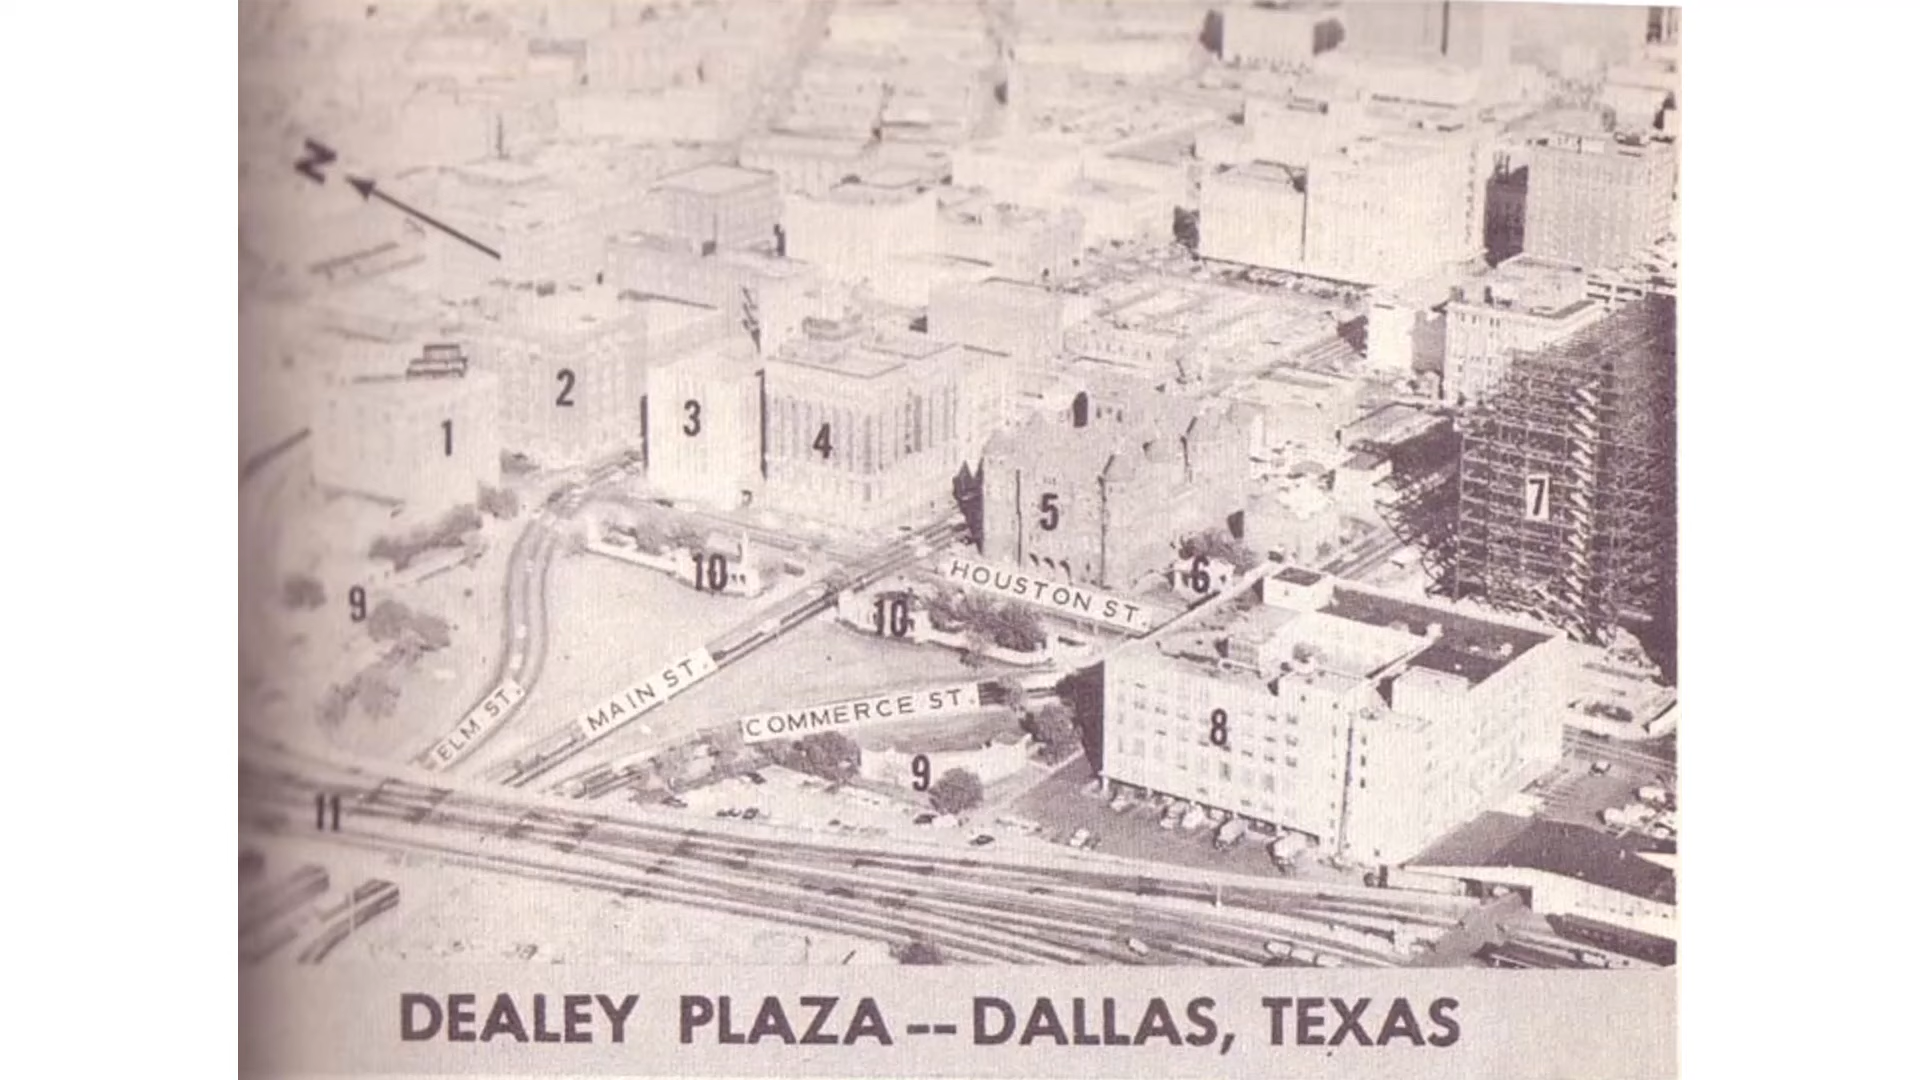 N
1
2
3
4
5
6
7
8
9
10
10
9
11
HOUSTON ST.
MAIN ST.
ELM ST.
COMMERCE ST.
DEALEY PLAZA -- DALLAS, TEXAS